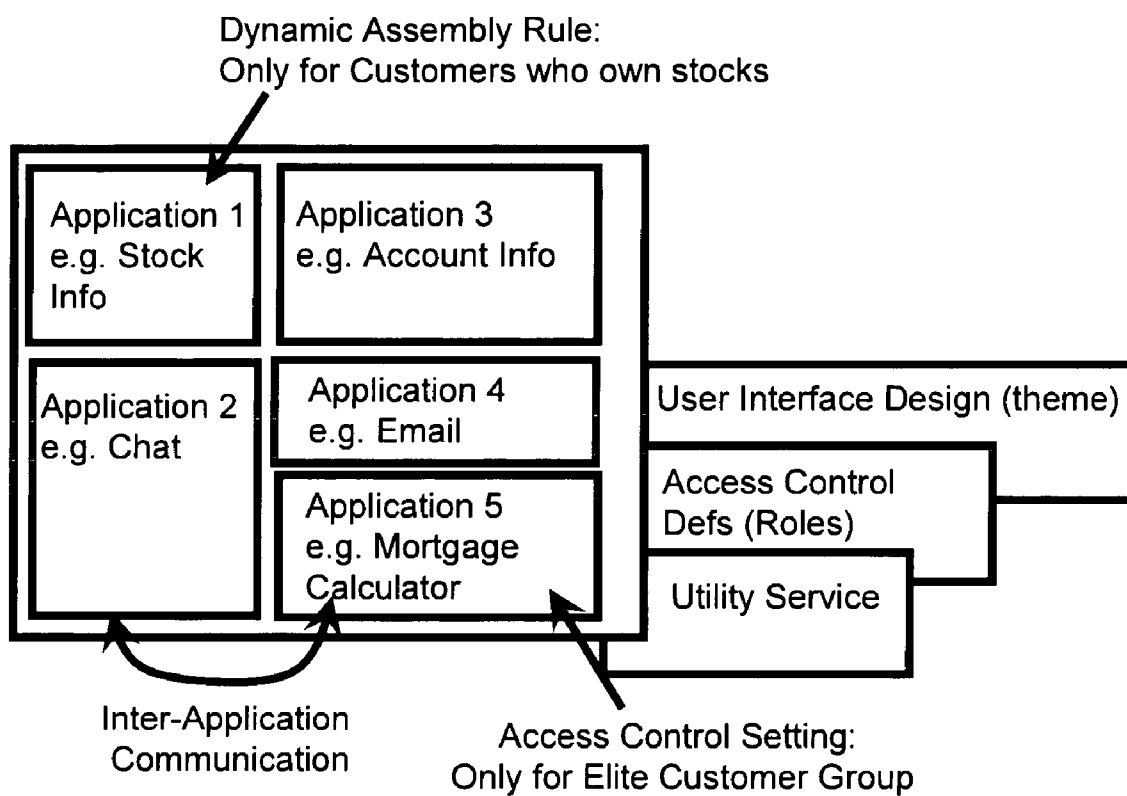 Dynamic Assembly Rule:
Only for Customers who own stocks
Application 1
e.g. Stock
Info
Application 3
e.g. Account Info
Application 2
e.g. Chat
Application 4
e.g. Email
Application 5
e.g. Mortgage
Calculator
User Interface Design (theme)
Access Control
Defs (Roles)
Utility Service
Inter-Application
Communication
Access Control Setting:
Only for Elite Customer Group